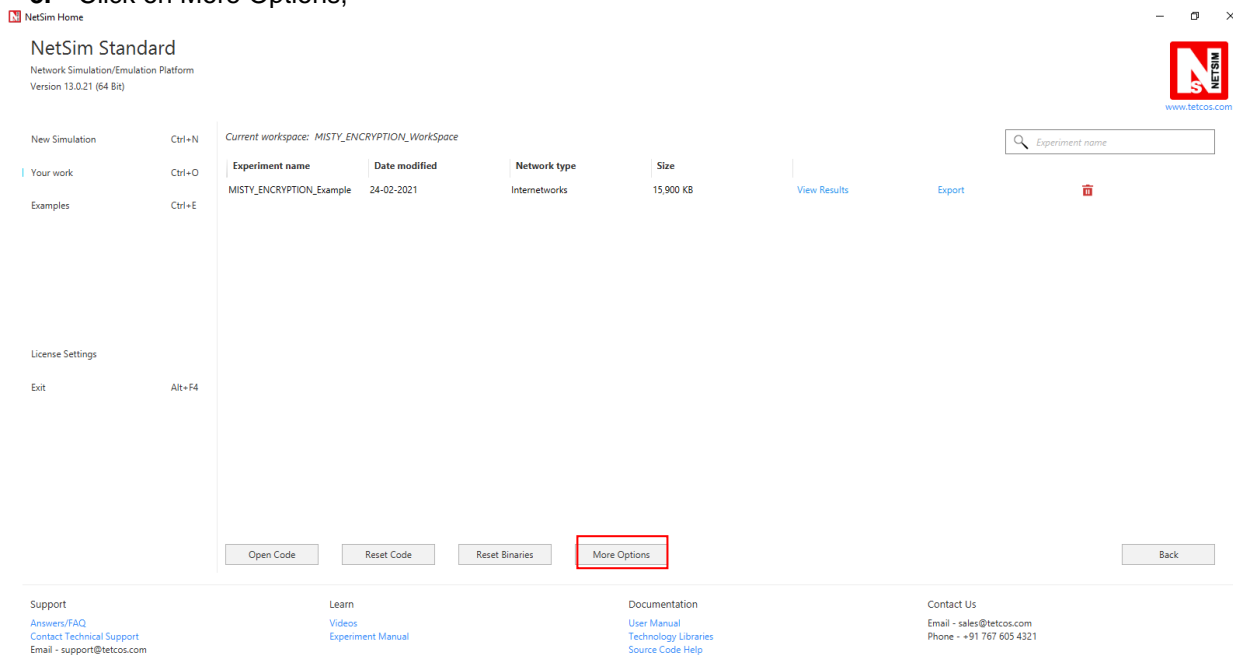 Click on More Options,
NetSim Home
NetSim Standard
Network Simulation/Emulation Platform
Version 13.0.21 (64 Bit)
NETSIM
www.tetcos.com
New Simulation Ctrl+N
Your work Ctrl+O
Examples Ctrl+E
License Settings
Exit Alt+F4
Current workspace: MISTY_ENCRYPTION_WorkSpace
Experiment name
Experiment name Date modified Network type Size
MISTY_ENCRYPTION_Example 24-02-2021 Internetworks 15,900 KB View Results Export
Open Code Reset Code Reset Binaries More Options Back
Support
Answers/FAQ
Contact Technical Support
Email - support@tetcos.com
Learn
Videos
Experiment Manual
Documentation
User Manual
Technology Libraries
Source Code Help
Contact Us
Email - sales@tetcos.com
Phone - +91 767 605 4321